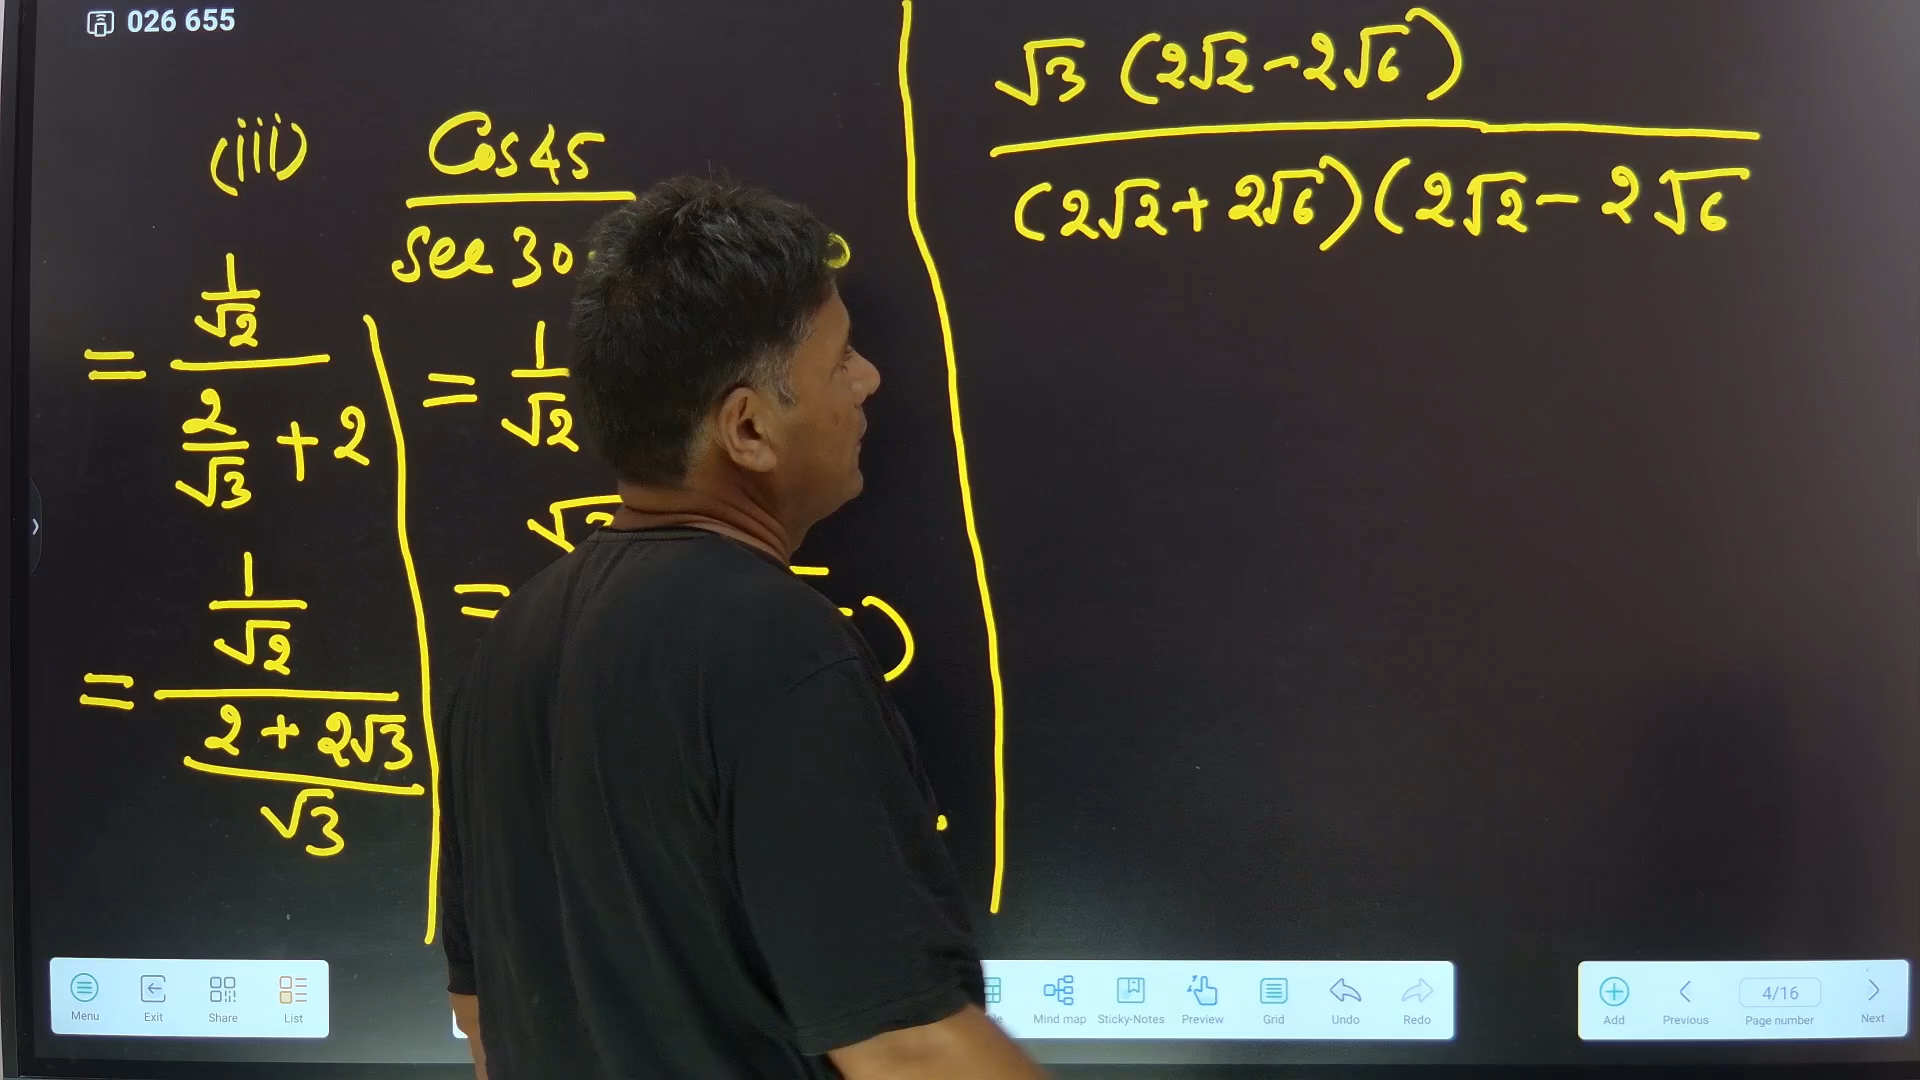 026 655
(iii) Cos 45
sec 30
= 1
√2
2
√3 + 2
= 1
√2
2 + 2√3
√3
= 1
√2
=
√3 (2√2 - 2√6)
(2√2 + 2√6) (2√2 - 2√6
Menu Exit Share List
Mind map Sticky-Notes Preview Grid Undo Redo
Add Previous 4/16 Page number Next